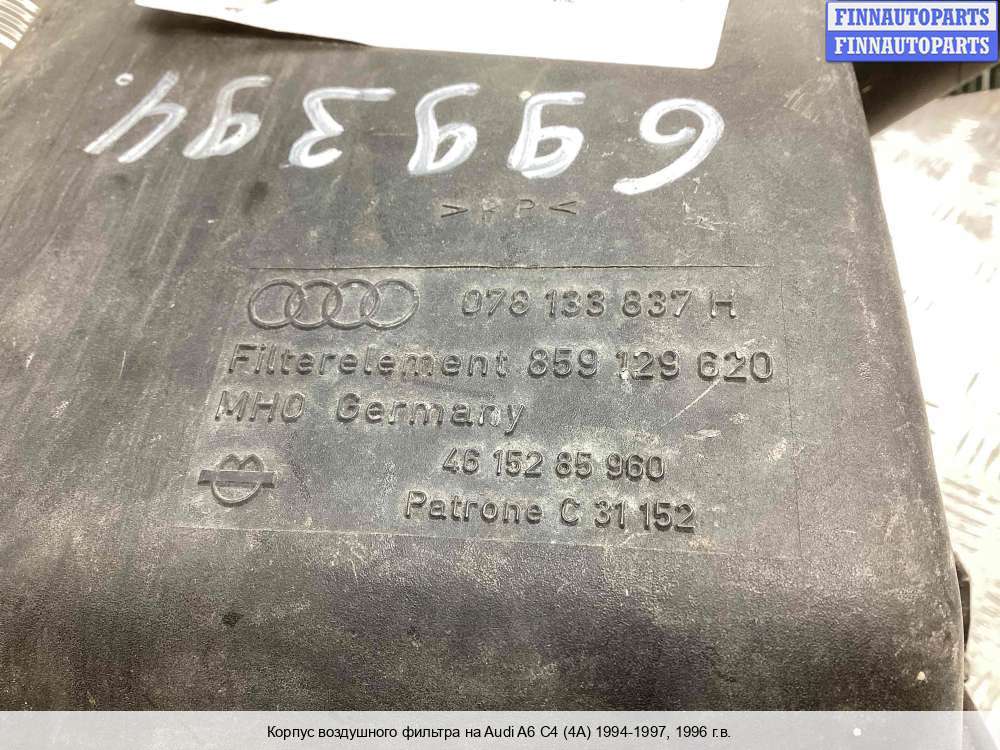 FINNAUTOPARTS
FINNAUTOPARTS
69394.
>PP<
078 133 837 H
Filterelement 859 129 620
MHO Germany
46 152 85 960
Patrone C 31 152
Корпус воздушного фильтра на Audi A6 C4 (4A) 1994-1997, 1996 г.в.